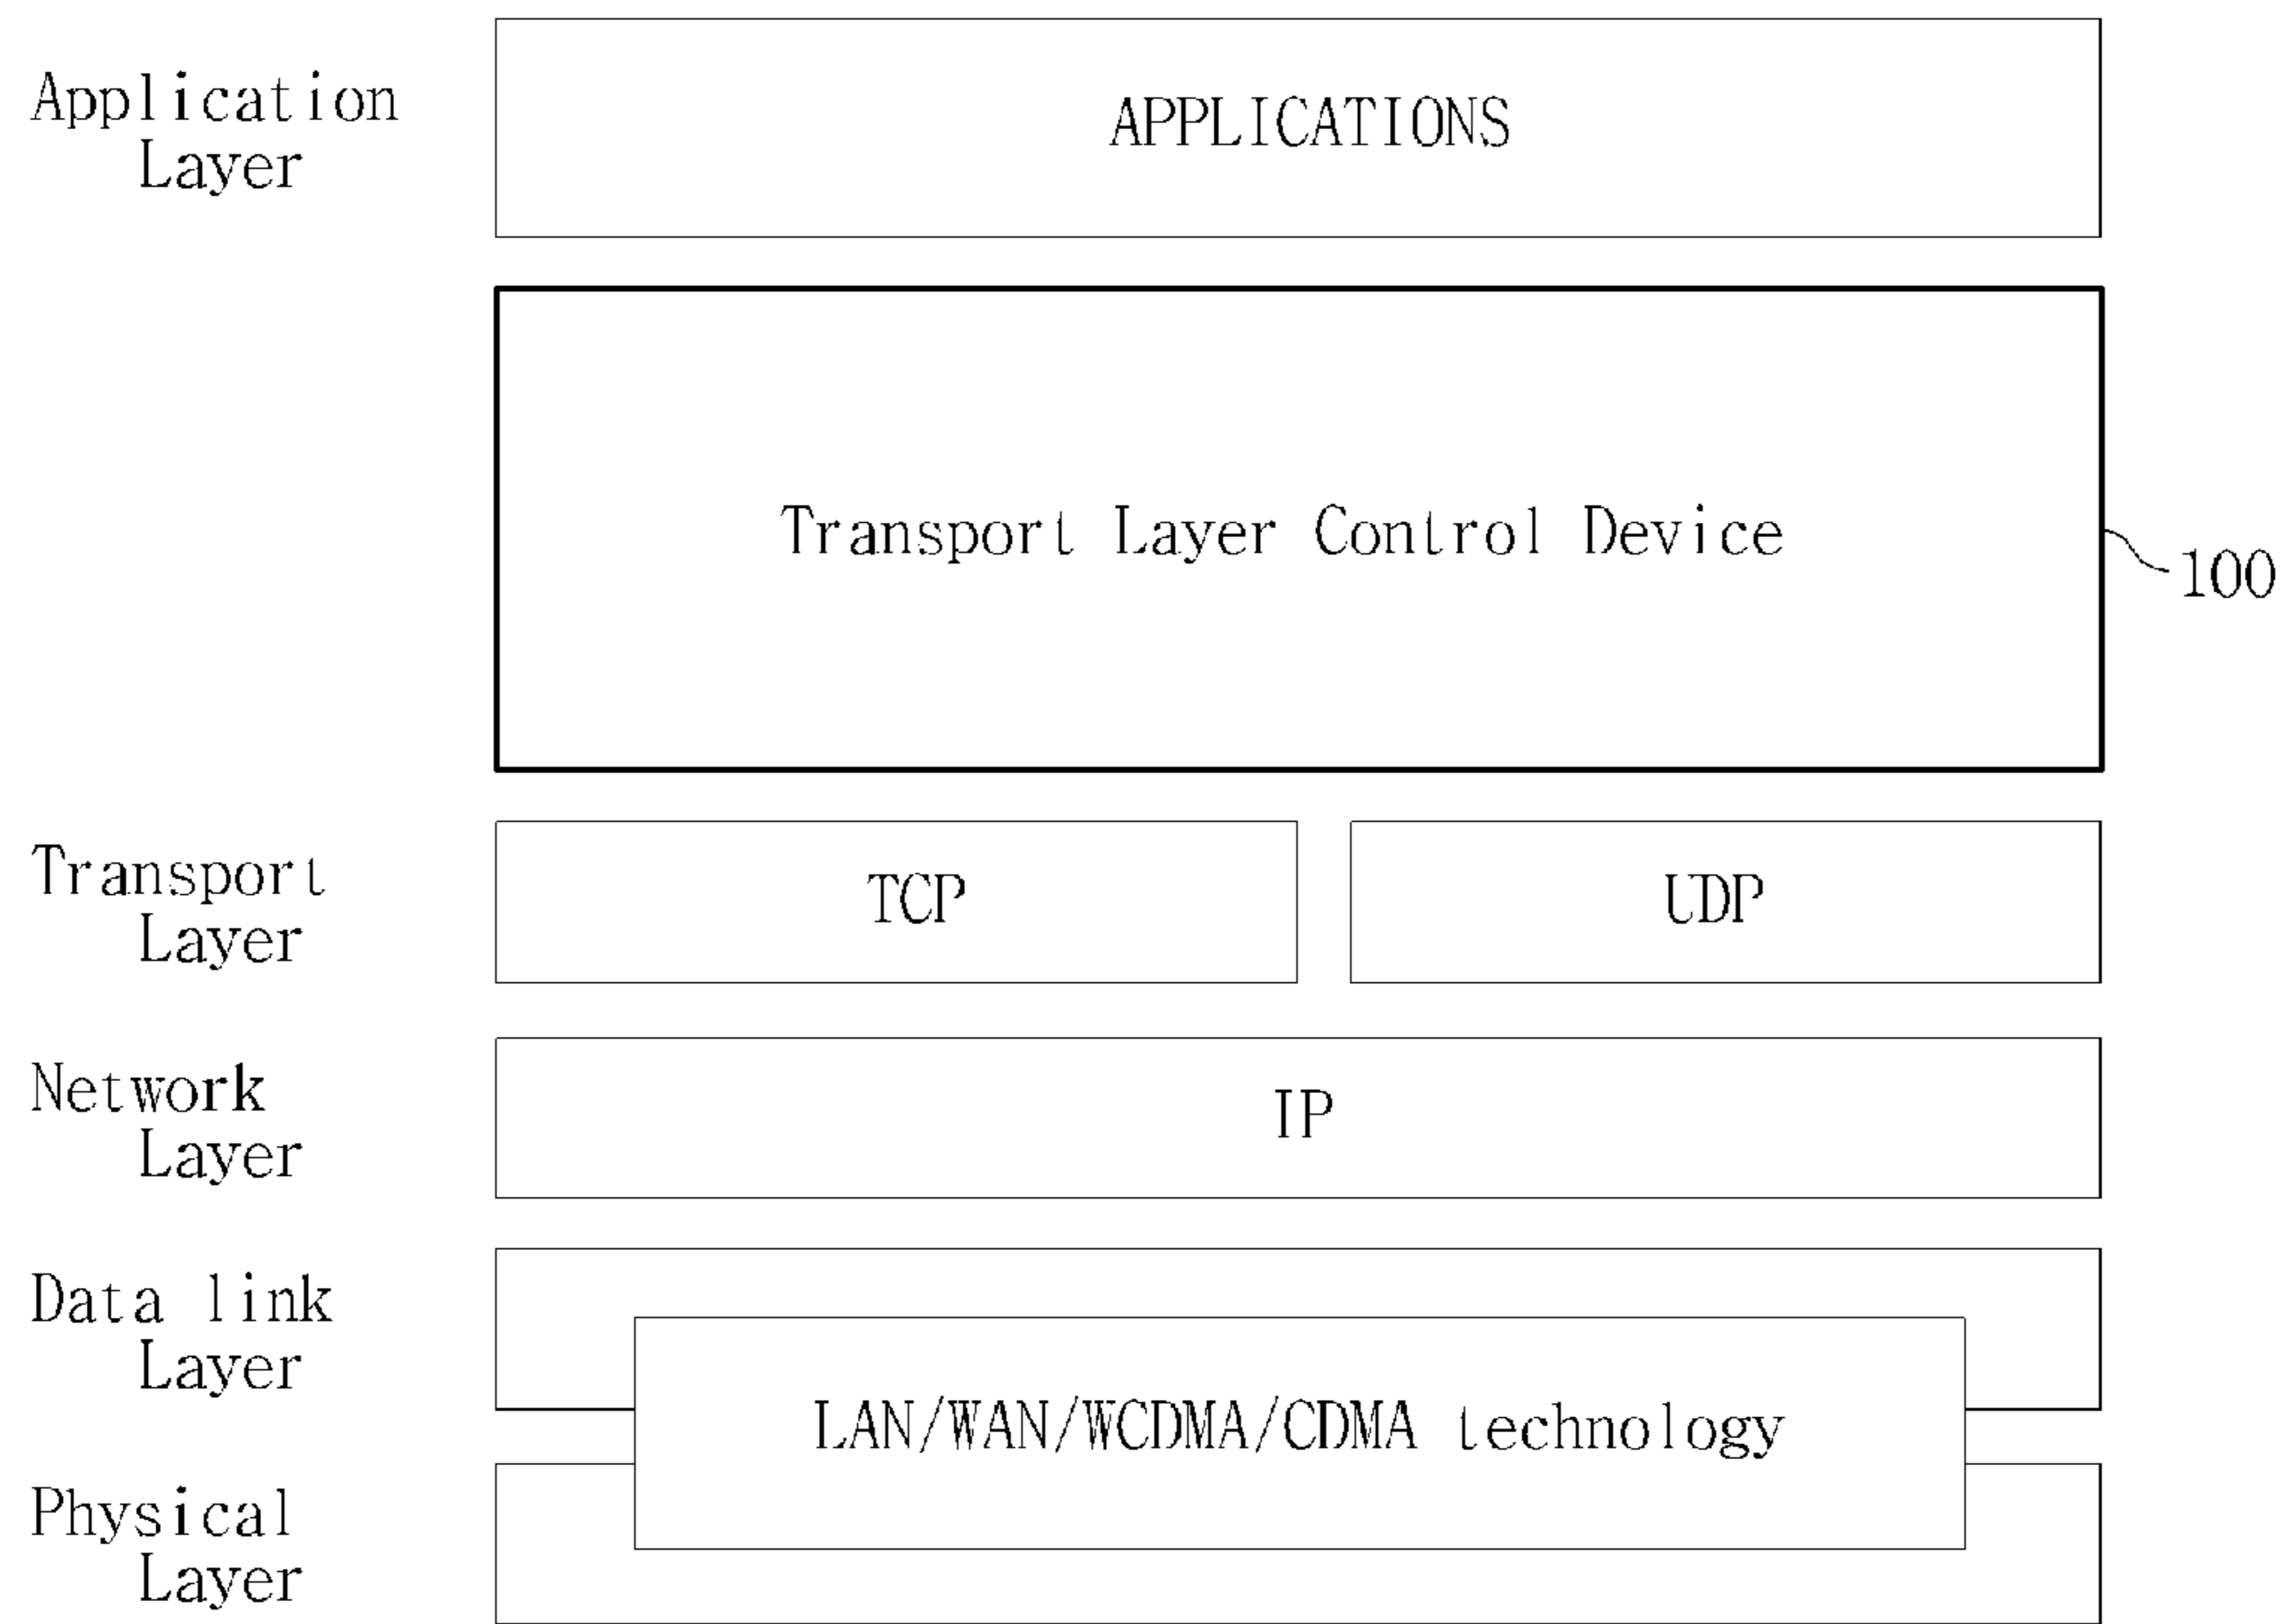 Application
Layer
APPLICATIONS
Transport Layer Control Device
100
Transport
Layer
TCP
UDP
Network
Layer
IP
Data link
Layer
LAN/WAN/WCDMA/CDMA technology
Physical
Layer